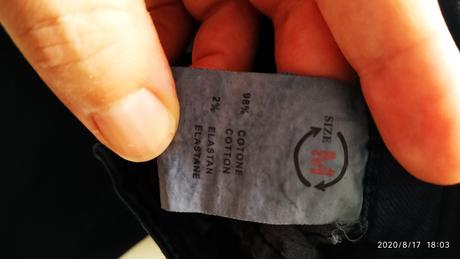 SIZE
M
98% COTONE
COTTON
2% ELASTAN
ELASTANE
2020/8/17 18:03